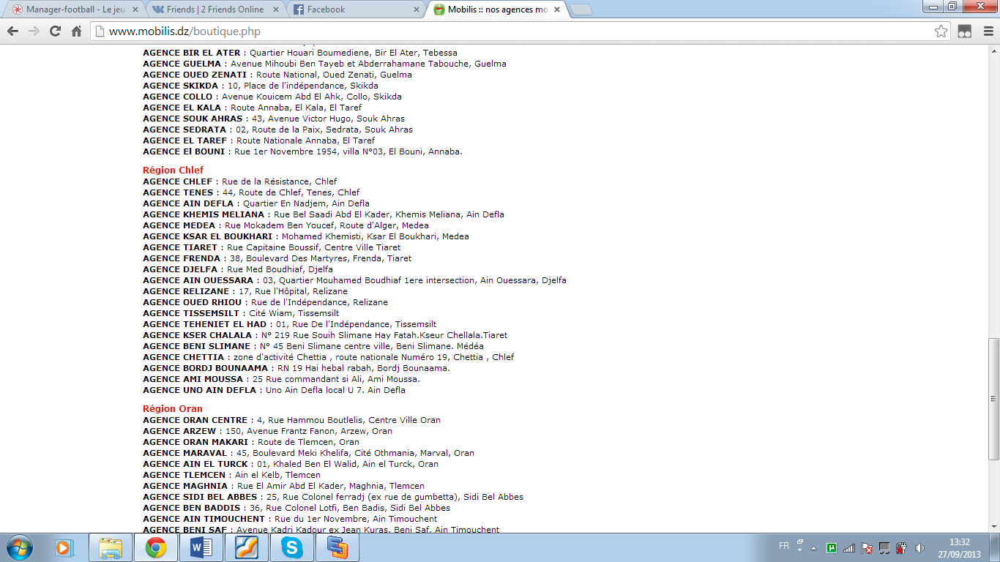 Manager-football - Le jeu
Friends | 2 Friends Online
Facebook
Mobilis :: nos agences mo
www.mobilis.dz/boutique.php
AGENCE BIR EL ATER : Quartier Houari Boumediene, Bir El Ater, Tebessa
AGENCE GUELMA : Avenue Mihoubi Ben Tayeb et Abderrahamane Tabouche, Guelma
AGENCE OUED ZENATI : Route National, Oued Zenati, Guelma
AGENCE SKIKDA : 10, Place de l'indépendance, Skikda
AGENCE COLLO : Avenue Kouicem Abd El Ahk, Collo, Skikda
AGENCE EL KALA : Route Annaba, El Kala, El Taref
AGENCE SOUK AHRAS : 43, Avenue Victor Hugo, Souk Ahras
AGENCE SEDRATA : 02, Route de la Paix, Sedrata, Souk Ahras
AGENCE EL TAREF : Route Nationale Annaba, El Taref
AGENCE El BOUNI : Rue 1er Novembre 1954, villa N°03, El Bouni, Annaba.
Région Chlef
AGENCE CHLEF : Rue de la Résistance, Chlef
AGENCE TENES : 44, Route de Chlef, Tenes, Chlef
AGENCE AIN DEFLA : Quartier En Nadjem, Ain Defla
AGENCE KHEMIS MELIANA : Rue Bel Saadi Abd El Kader, Khemis Meliana, Ain Defla
AGENCE MEDEA : Rue Mokadem Ben Youcef, Route d'Alger, Medea
AGENCE KSAR EL BOUKHARI : Mohamed Khemisti, Ksar El Boukhari, Medea
AGENCE TIARET : Rue Capitaine Boussif, Centre Ville Tiaret
AGENCE FRENDA : 38, Boulevard Des Martyres, Frenda, Tiaret
AGENCE DJELFA : Rue Med Boudhiaf, Djelfa
AGENCE AIN OUESSARA : 03, Quartier Mouhamed Boudhiaf 1ere intersection, Ain Ouessara, Djelfa
AGENCE RELIZANE : 17, Rue l'Hôpital, Relizane
AGENCE OUED RHIOU : Rue de l'Indépendance, Relizane
AGENCE TISSEMSILT : Cité Wiam, Tissemsilt
AGENCE TEHENIET EL HAD : 01, Rue De l'Indépendance, Tissemsilt
AGENCE KSER CHALALA : N° 219 Rue Souih Slimane Hay Fatah.Kseur Chellala.Tiaret
AGENCE BENI SLIMANE : N° 45 Beni Slimane centre ville, Beni Slimane. Médéa
AGENCE CHETTIA : zone d'activité Chettia , route nationale Numéro 19, Chettia , Chlef
AGENCE BORDJ BOUNAAMA : RN 19 Hai hebal rabah, Bordj Bounaama.
AGENCE AMI MOUSSA : 25 Rue commandant si Ali, Ami Moussa.
AGENCE UNO AIN DEFLA : Uno Ain Defla local U 7. Ain Defla
Région Oran
AGENCE ORAN CENTRE : 4, Rue Hammou Boutlelis, Centre Ville Oran
AGENCE ARZEW : 150, Avenue Frantz Fanon, Arzew, Oran
AGENCE ORAN MAKARI : Route de Tlemcen, Oran
AGENCE MARAVAL : 45, Boulevard Meki Khelifa, Cité Othmania, Marval, Oran
AGENCE AIN EL TURCK : 01, Khaled Ben El Walid, Ain el Turck, Oran
AGENCE TLEMCEN : Ain el Kelb, Tlemcen
AGENCE MAGHNIA : Rue El Amir Abd El Kader, Maghnia, Tlemcen
AGENCE SIDI BEL ABBES : 25, Rue Colonel ferradj (ex rue de gumbetta), Sidi Bel Abbes
AGENCE BEN BADDIS : 36, Rue Colonel Lotfi, Ben Badis, Sidi Bel Abbes
AGENCE AIN TIMOUCHENT : Rue du 1er Novembre, Ain Timouchent
AGENCE BENI SAF : Avenue Kadri Kadour ex Jean Kuras, Beni Saf, Ain Timouchent
FR
13:32
27/09/2013